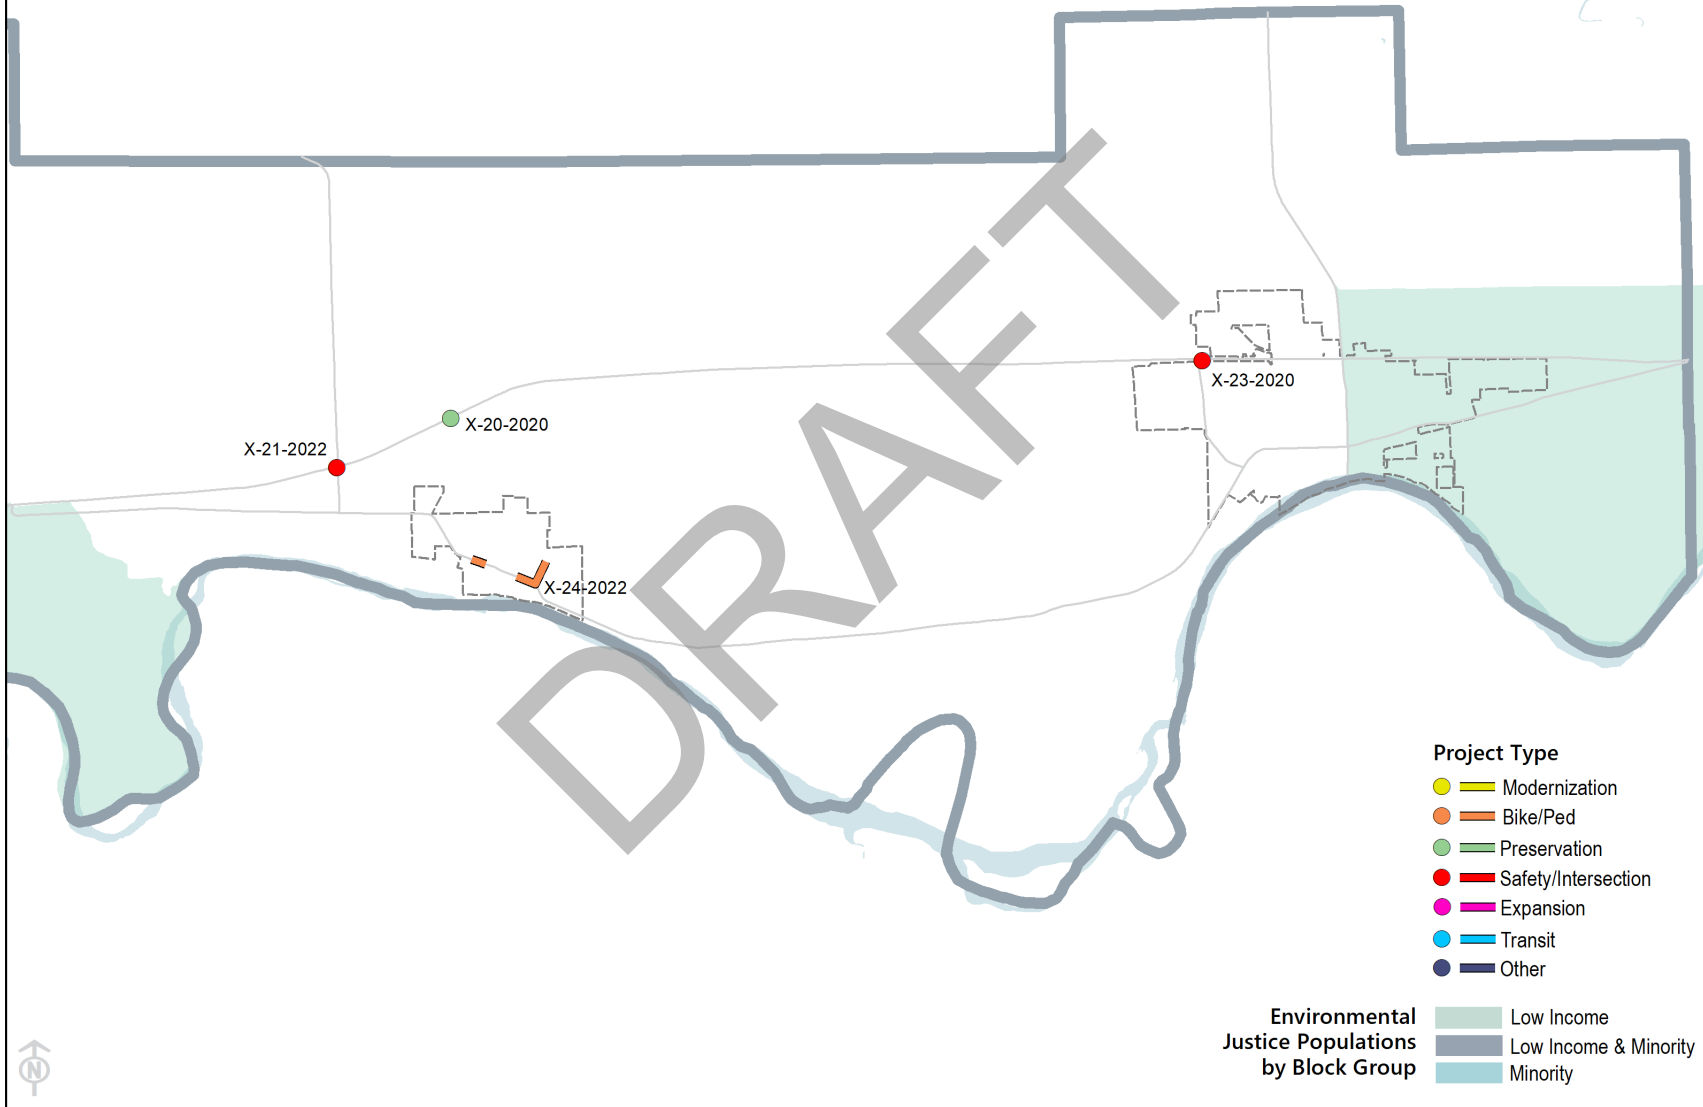 DRAFT
X-23-2020
X-20-2020
X-21-2022
X-24-2022
Project Type
Modernization
Bike/Ped
Preservation
Safety/Intersection
Expansion
Transit
Other
Environmental
Justice Populations
by Block Group
Low Income
Low Income & Minority
Minority
N